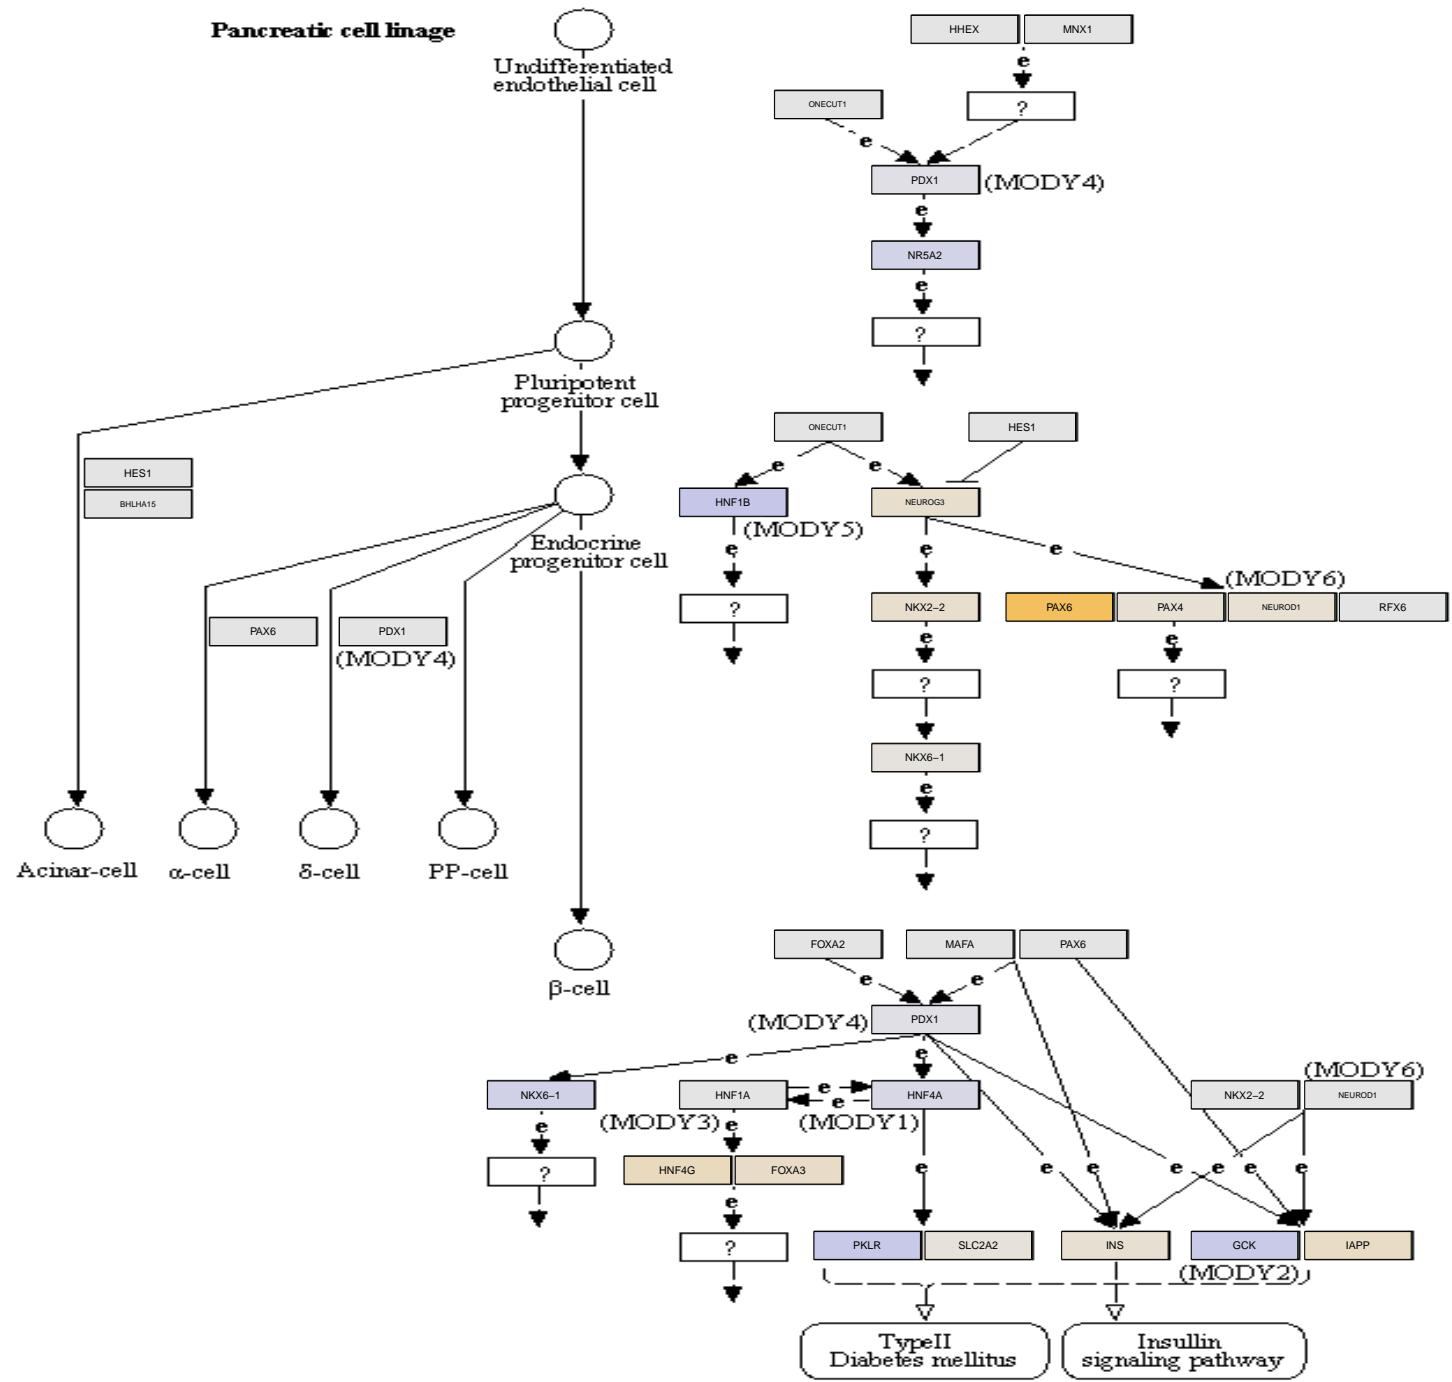 Pancreatic cell linage
Undifferentiated
endothelial cell
Pluripotent
progenitor cell
HES1
BHLHA15
Endocrine
progenitor cell
PAX6
PDX1
(MODY4)
Acinar-cell
α-cell
δ-cell
PP-cell
β-cell
HHEX
MNX1
e
ONECUT1
?
e
PDX1
(MODY4)
e
NR5A2
e
?
ONECUT1
HES1
e
e
HNF1B
NEUROG3
(MODY5)
e
e
e
(MODY6)
?
NKX2−2
PAX6
PAX4
NEUROD1
RFX6
e
e
?
?
e
NKX6−1
e
?
FOXA2
MAFA
PAX6
e
e
(MODY4)
PDX1
e
e
(MODY6)
NKX6−1
HNF1A
e
e
HNF4A
NKX2−2
NEUROD1
e
(MODY3)
e
(MODY1)
?
HNF4G
FOXA3
e
e
e
e
e
e
e
e
?
PKLR
SLC2A2
INS
GCK
IAPP
(MODY2)
TypeII
Diabetes mellitus
Insullin
signaling pathway